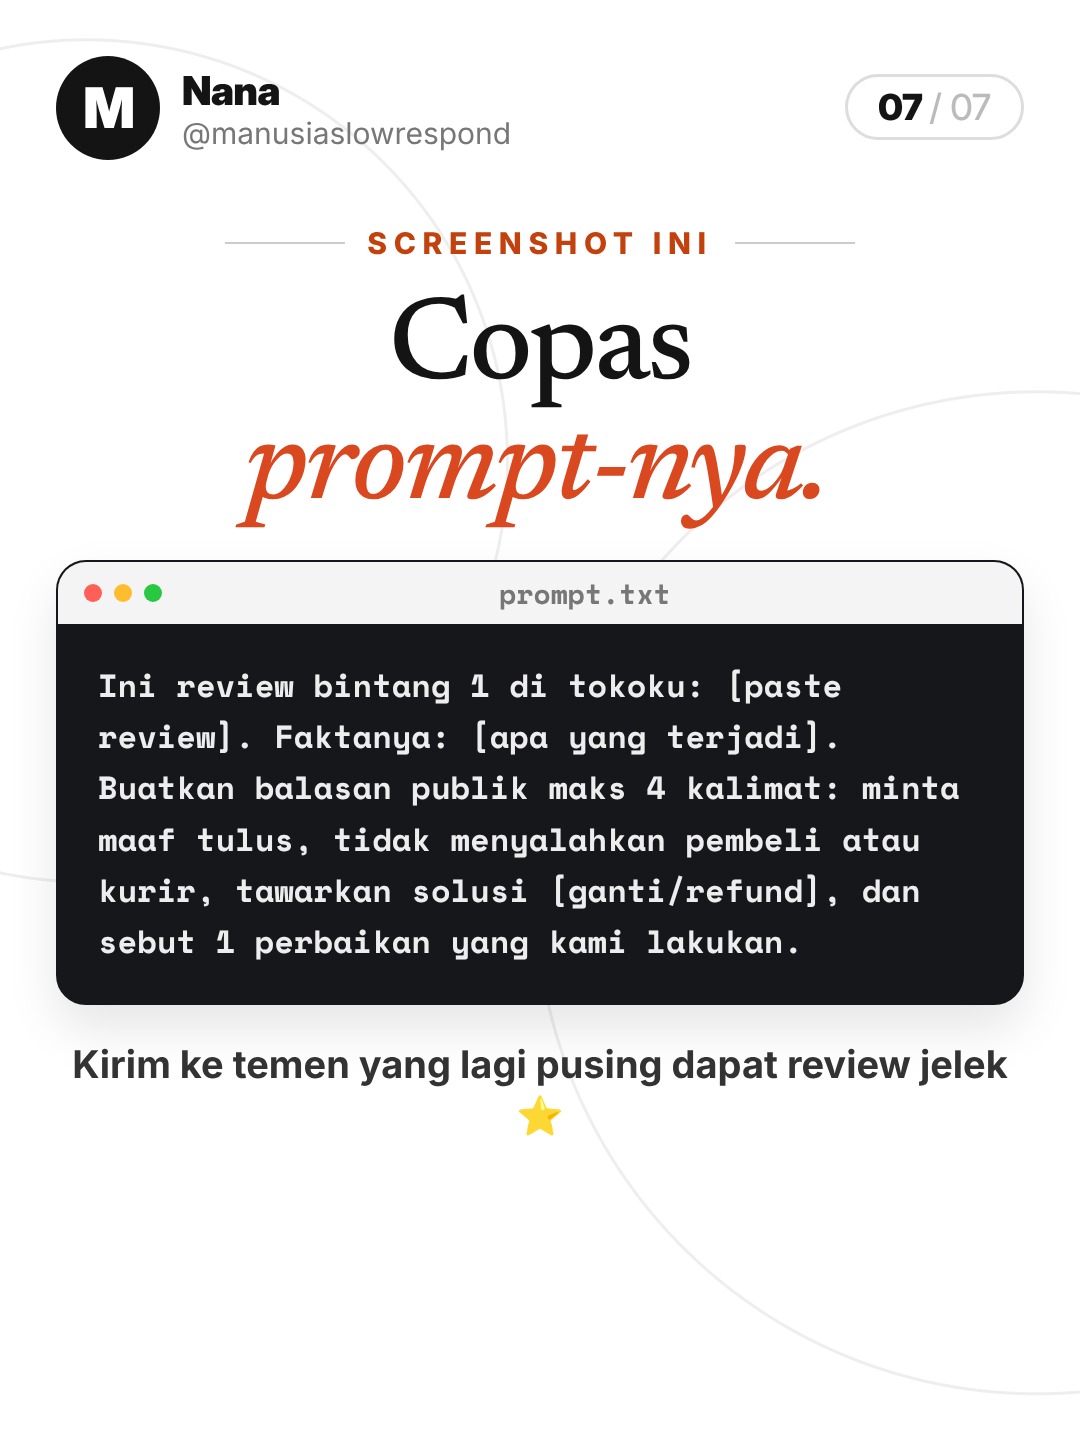 M
Nana
@manusiaslowrespond
07 / 07
SCREENSHOT INI
Copas
prompt-nya.
prompt.txt
Ini review bintang 1 di tokoku: [paste
review]. Faktanya: [apa yang terjadi].
Buatkan balasan publik maks 4 kalimat: minta
maaf tulus, tidak menyalahkan pembeli atau
kurir, tawarkan solusi [ganti/refund], dan
sebut 1 perbaikan yang kami lakukan.
Kirim ke temen yang lagi pusing dapat review jelek
⭐